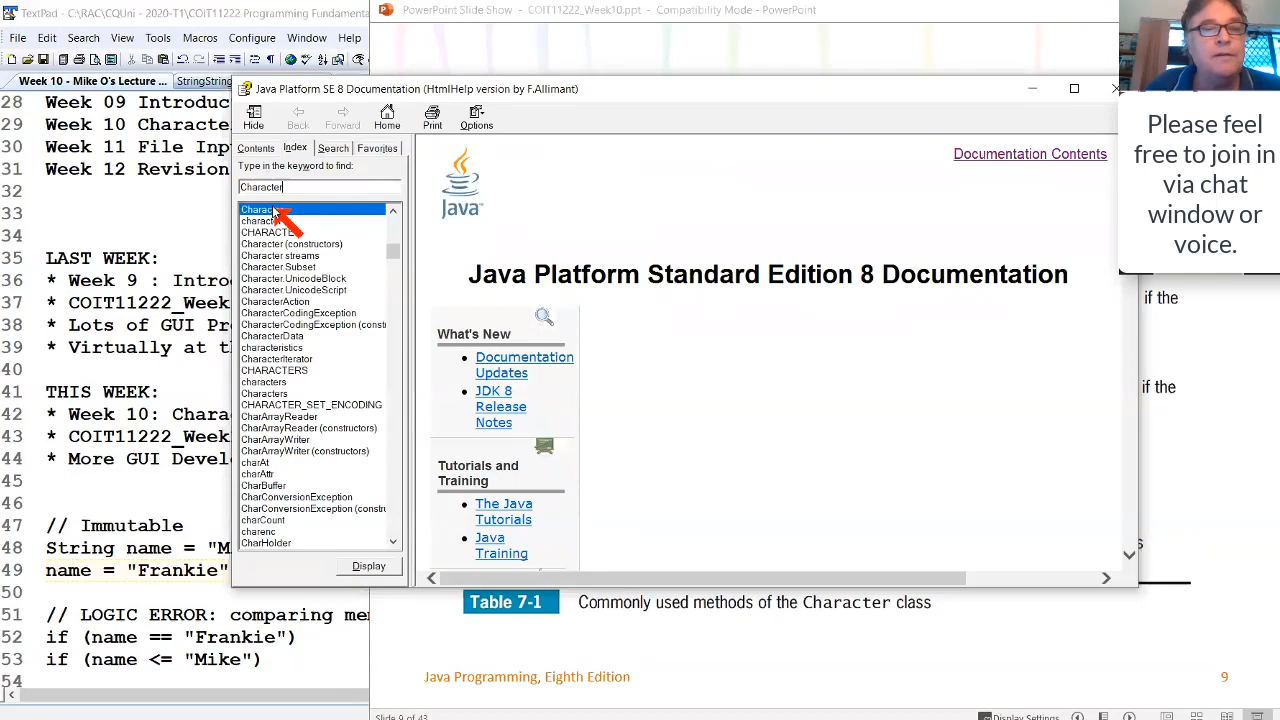 TextPad - C:\RAC\CQUni - 2020-T1\COIT11222 Programming Fundamenta
File Edit Search View Tools Macros Configure Window Help
Week 10 - Mike O's Lecture ... StringString
28 Week 09 Introduc
29 Week 10 Character
30 Week 11 File Inp
31 Week 12 Revision
32
33
34
35 LAST WEEK:
36 * Week 9 : Intro
37 * COIT11222_Week
38 * Lots of GUI Pr
39 * Virtually at th
40
41 THIS WEEK:
42 * Week 10: Charac
43 * COIT11222_Week
44 * More GUI Devel
45
46
47 // Immutable
48 String name = "M
49 name = "Frankie"
50
51 // LOGIC ERROR: comparing mem
52 if (name == "Frankie")
53 if (name <= "Mike")
54
PowerPoint Slide Show - COIT11222_Week10.ppt - Compatibility Mode - PowerPoint
Java Platform SE 8 Documentation (HtmlHelp version by F.Allimant)
Hide Back Forward Home Print Options
Contents Index Search Favorites
Type in the keyword to find:
Character
Charac
charact
CHARACTE
Character (constructors)
Character streams
Character.Subset
Character.UnicodeBlock
Character.UnicodeScript
CharacterAction
CharacterCodingException
CharacterCodingException (consti
CharacterData
characteristics
CharacterIterator
CHARACTERS
characters
Characters
CHARACTER_SET_ENCODING
CharArrayReader
CharArrayReader (constructors)
CharArrayWriter
CharArrayWriter (constructors)
charAt
charAttr
CharBuffer
CharConversionException
CharConversionException (constr
charCount
charenc
CharHolder
Display
Documentation Contents
Java
Java Platform Standard Edition 8 Documentation
What's New
Documentation
Updates
JDK 8
Release
Notes
Tutorials and
Training
The Java
Tutorials
Java
Training
Please feel
free to join in
via chat
window or
voice.
if the
if the
s
Table 7-1 Commonly used methods of the Character class
Java Programming, Eighth Edition 9
Slide 9 of 43
Display Settings